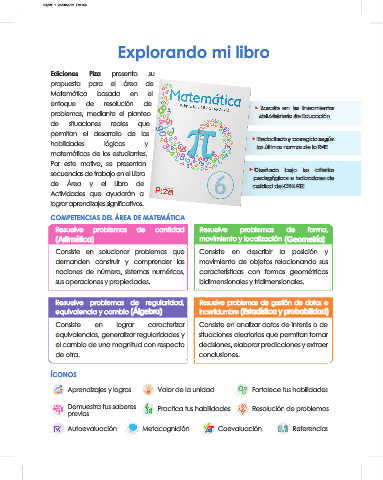 Explorando mi libro
Ediciones Piza presenta su
propuesta para el área de
Matemática basada en el
enfoque de resolución de
problemas, mediante el planteo
de situaciones reales que
permitan el desarrollo de las
habilidades lógicas y
matemáticas de los estudiantes.
Por este motivo, se presentan
secuencias de trabajo en el Libro
de Área y el Libro de
Actividades que ayudarán a
lograr aprendizajes significativos.
Matemática
π
Piza
6
Basado en los lineamientos
del Ministerio de Educación
Redactado y corregido según
las últimas normas de la RAE
Diseñado bajo los criterios
pedagógicos e indicadores de
calidad del
COMPETENCIAS DEL ÁREA DE MATEMÁTICA
Resuelve problemas de cantidad
(Aritmética)
Consiste en solucionar problemas que
demanden construir y comprender las
nociones de número, sistemas numéricos,
sus operaciones y propiedades.
Resuelve problemas de forma,
movimiento y localización (Geometría)
Consiste en describir la posición y
movimiento de objetos relacionando sus
características con formas geométricas
bidimensionales y tridimensionales.
Resuelve problemas de regularidad,
equivalencia y cambio (Álgebra)
Consiste en lograr caracterizar
equivalencias, generalizar regularidades y
el cambio de una magnitud con respecto
de otra.
Resuelve problemas de gestión de datos e
incertidumbre (Estadística y probabilidad)
Consiste en analizar datos de interés o de
situaciones aleatorias que permitan tomar
decisiones, elaborar predicciones y extraer
conclusiones.
ÍCONOS
Aprendizajes y logros
Valor de la unidad
Fortalece tus habilidades
Demuestra tus saberes
previos
Practica tus habilidades
Resolución de problemas
Autoevaluación
Metacognición
Coevaluación
Referencias